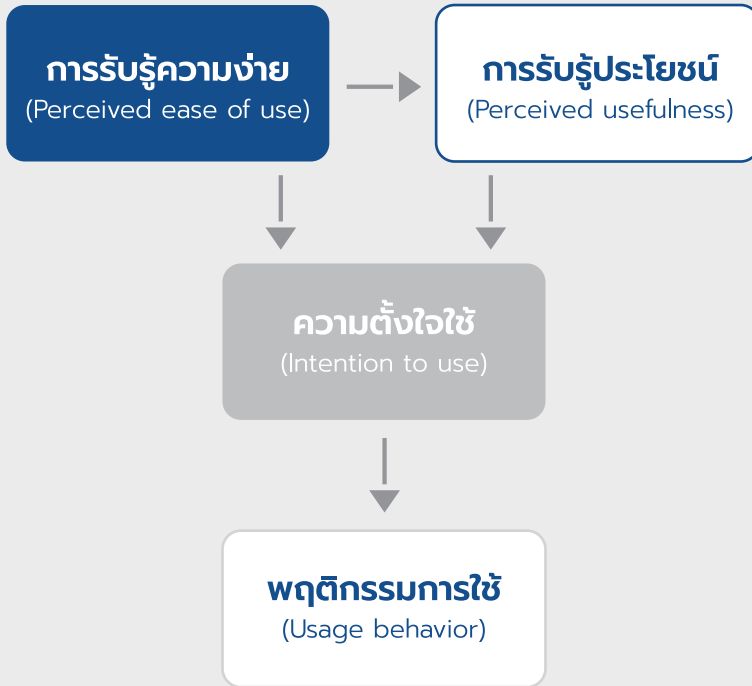 การรับรู้ความง่าย
(Perceived ease of use)
การรับรู้ประโยชน์
(Perceived usefulness)
ความตั้งใจใช้
(Intention to use)
พฤติกรรมการใช้
(Usage behavior)